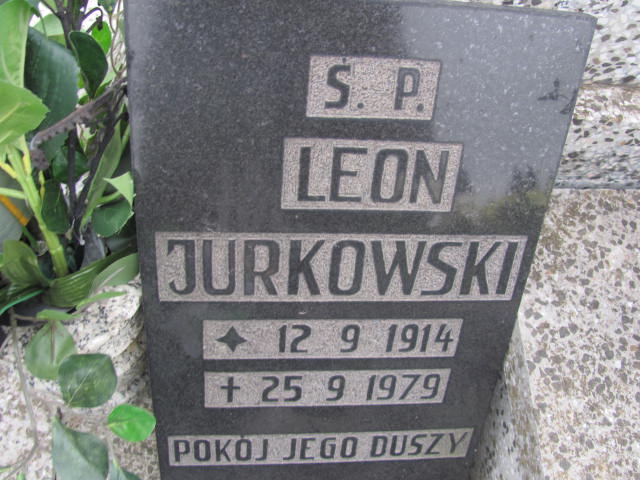 Ś. P.
LEON
JURKOWSKI
✦ 12 9 1914
✝ 25 9 1979
POKÓJ JEGO DUSZY